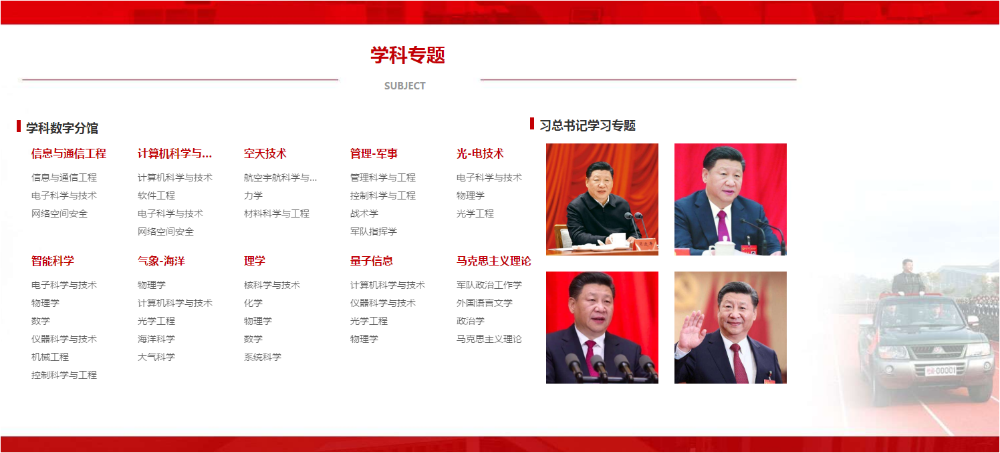 学科专题
SUBJECT
学科数字分馆
信息与通信工程
信息与通信工程
电子科学与技术
网络空间安全
计算机科学与...
计算机科学与技术
软件工程
电子科学与技术
网络空间安全
空天技术
航空宇航科学与...
力学
材料科学与工程
管理-军事
管理科学与工程
控制科学与工程
战术学
军队指挥学
光-电技术
电子科学与技术
物理学
光学工程
智能科学
电子科学与技术
物理学
数学
仪器科学与技术
机械工程
控制科学与工程
气象-海洋
物理学
计算机科学与技术
光学工程
海洋科学
大气科学
理学
核科学与技术
化学
物理学
数学
系统科学
量子信息
计算机科学与技术
仪器科学与技术
光学工程
物理学
马克思主义理论
军队政治工作学
外国语言文学
政治学
马克思主义理论
习总书记学习专题
00001